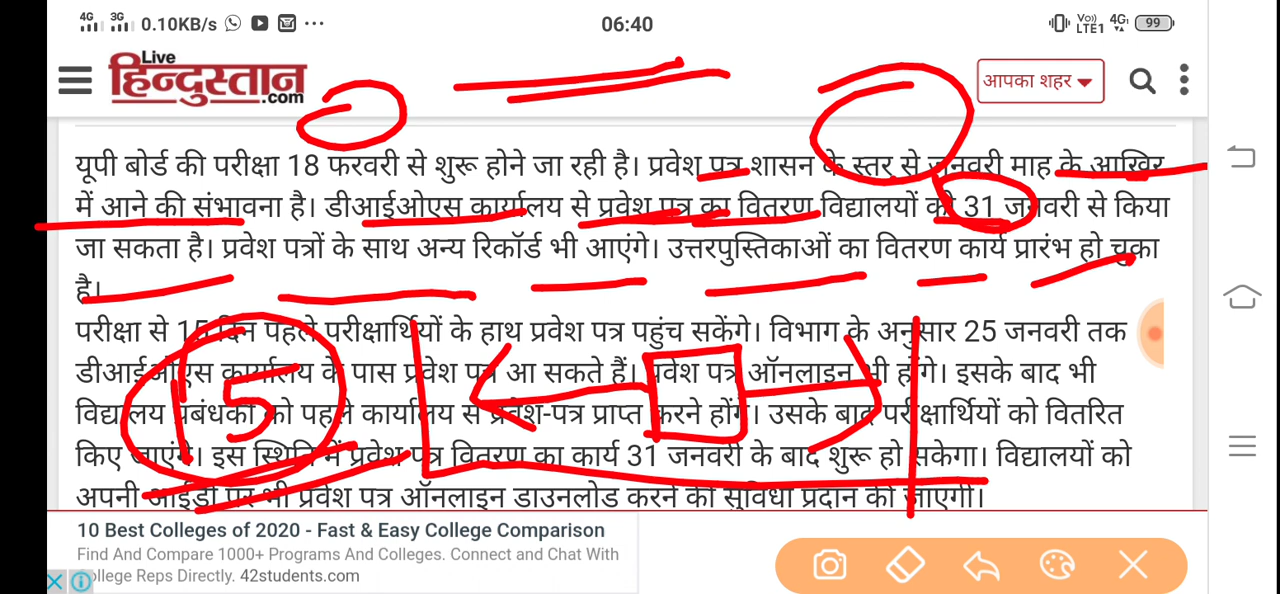 4G 3G 0.10KB/s ... 06:40 Vo)) LTE1 4G 99
Live
हिन्दुस्तान
.com
आपका शहर
यूपी बोर्ड की परीक्षा 18 फरवरी से शुरू होने जा रही है। प्रवेश पत्र शासन के स्तर से जनवरी माह के आखिर
में आने की संभावना है। डीआईओएस कार्यालय से प्रवेश पत्र का वितरण विद्यालयों को 31 जनवरी से किया
जा सकता है। प्रवेश पत्रों के साथ अन्य रिकॉर्ड भी आएंगे। उत्तरपुस्तिकाओं का वितरण कार्य प्रारंभ हो चुका
है।
परीक्षा से 15 दिन पहले परीक्षार्थियों के हाथ प्रवेश पत्र पहुंच सकेंगे। विभाग के अनुसार 25 जनवरी तक
डीआईओएस कार्यालय के पास प्रवेश पत्र आ सकते हैं। प्रवेश पत्र ऑनलाइन भी होंगे। इसके बाद भी
विद्यालय प्रबंधकों को पहले कार्यालय से प्रवेश-पत्र प्राप्त करने होंगे। उसके बाद परीक्षार्थियों को वितरित
किए जाएंगे। इस स्थिति में प्रवेश पत्र वितरण का कार्य 31 जनवरी के बाद शुरू हो सकेगा। विद्यालयों को
अपनी आईडी पर भी प्रवेश पत्र ऑनलाइन डाउनलोड करने की सुविधा प्रदान की जाएगी।
15
10 Best Colleges of 2020 - Fast & Easy College Comparison
Find And Compare 1000+ Programs And Colleges. Connect and Chat With
College Reps Directly. 42students.com